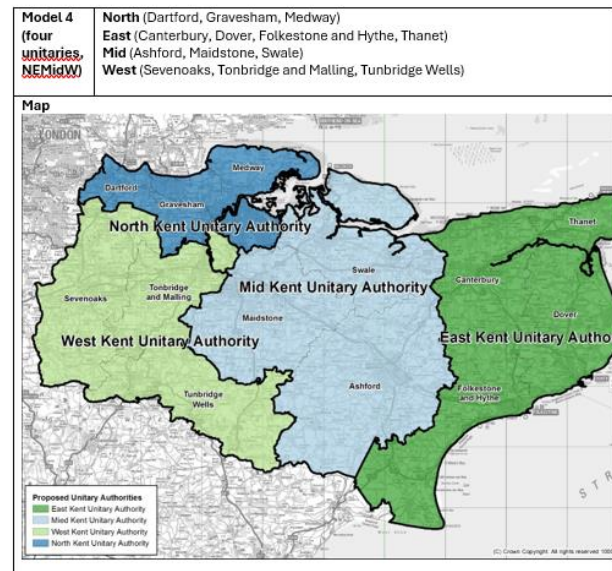 Model 4
(four
unitaries,
NEMidW)
North (Dartford, Gravesham, Medway)
East (Canterbury, Dover, Folkestone and Hythe, Thanet)
Mid (Ashford, Maidstone, Swale)
West (Sevenoaks, Tonbridge and Malling, Tunbridge Wells)
Map
LONDON
Medway
Dartford
Gravesham
North Kent Unitary Authority
Thanet
Swale
Canterbury
Sevenoaks
Tonbridge
and Malling
Mid Kent Unitary Authority
Maidstone
Dover
West Kent Unitary Authority
East Kent Unitary Autho
Ashford
Folkestone
and Hythe
Tunbridge
Wells
S T R
Proposed Unitary Authorities
East Kent Unitary Authority
Mied Kent Unitary Authority
West Kent Unitary Authority
North Kent Unitary Authority
(C) Crown Copyright. All rights reserved 100